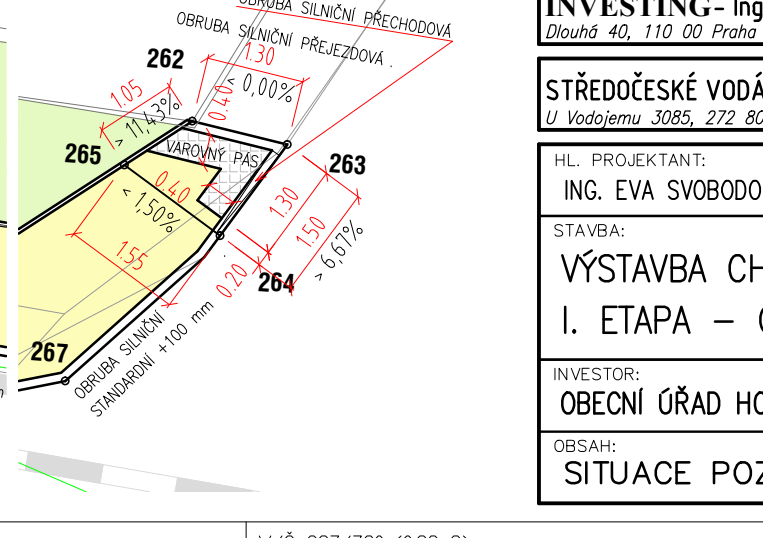 OBRUBA SILNIČNÍ PŘECHODOVÁ
OBRUBA SILNIČNÍ PŘEJEZDOVÁ
262
1.30
< 0,00%
0.40
1.05
> 11,43%
265
VAROVNÝ PÁS
263
0.40
< 1,50%
1.30
1.50
> 6,67%
1.55
0.20
264
267
OBRUBA SILNIČNÍ
STANDARDNÍ +100 mm
INVESTING - Ing
Dlouhá 40, 110 00 Praha
STŘEDOČESKÉ VODÁ
U Vodojemu 3085, 272 80
HL. PROJEKTANT:
ING. EVA SVOBODO
STAVBA:
VÝSTAVBA CH
I. ETAPA –
INVESTOR:
OBECNÍ ÚŘAD HO
OBSAH:
SITUACE POZ